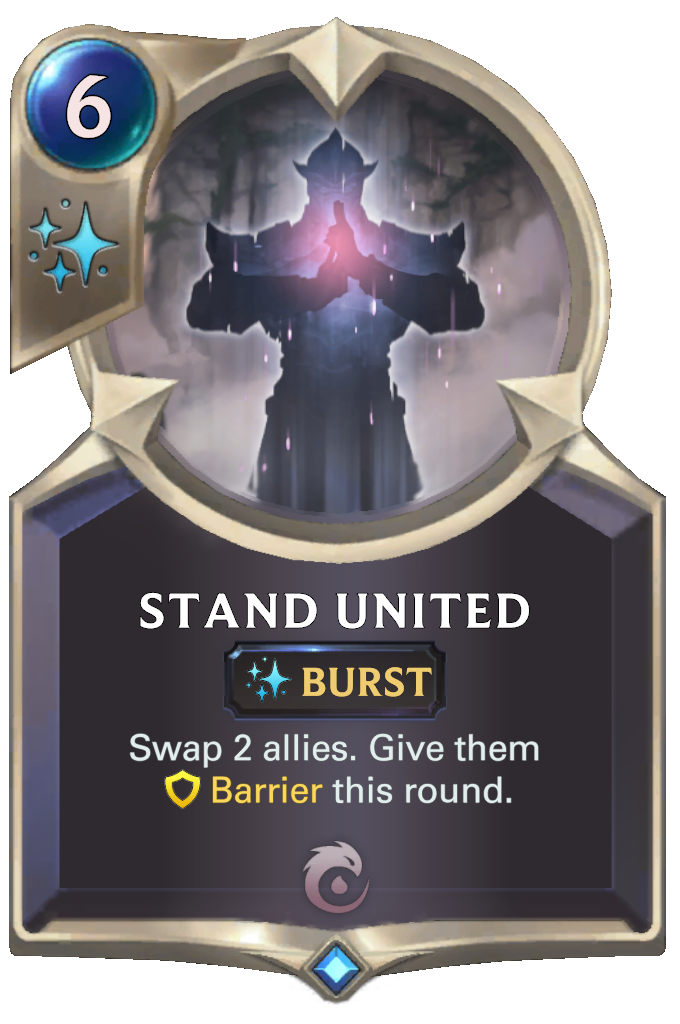 6
STAND UNITED
BURST
Swap 2 allies. Give them
Barrier this round.